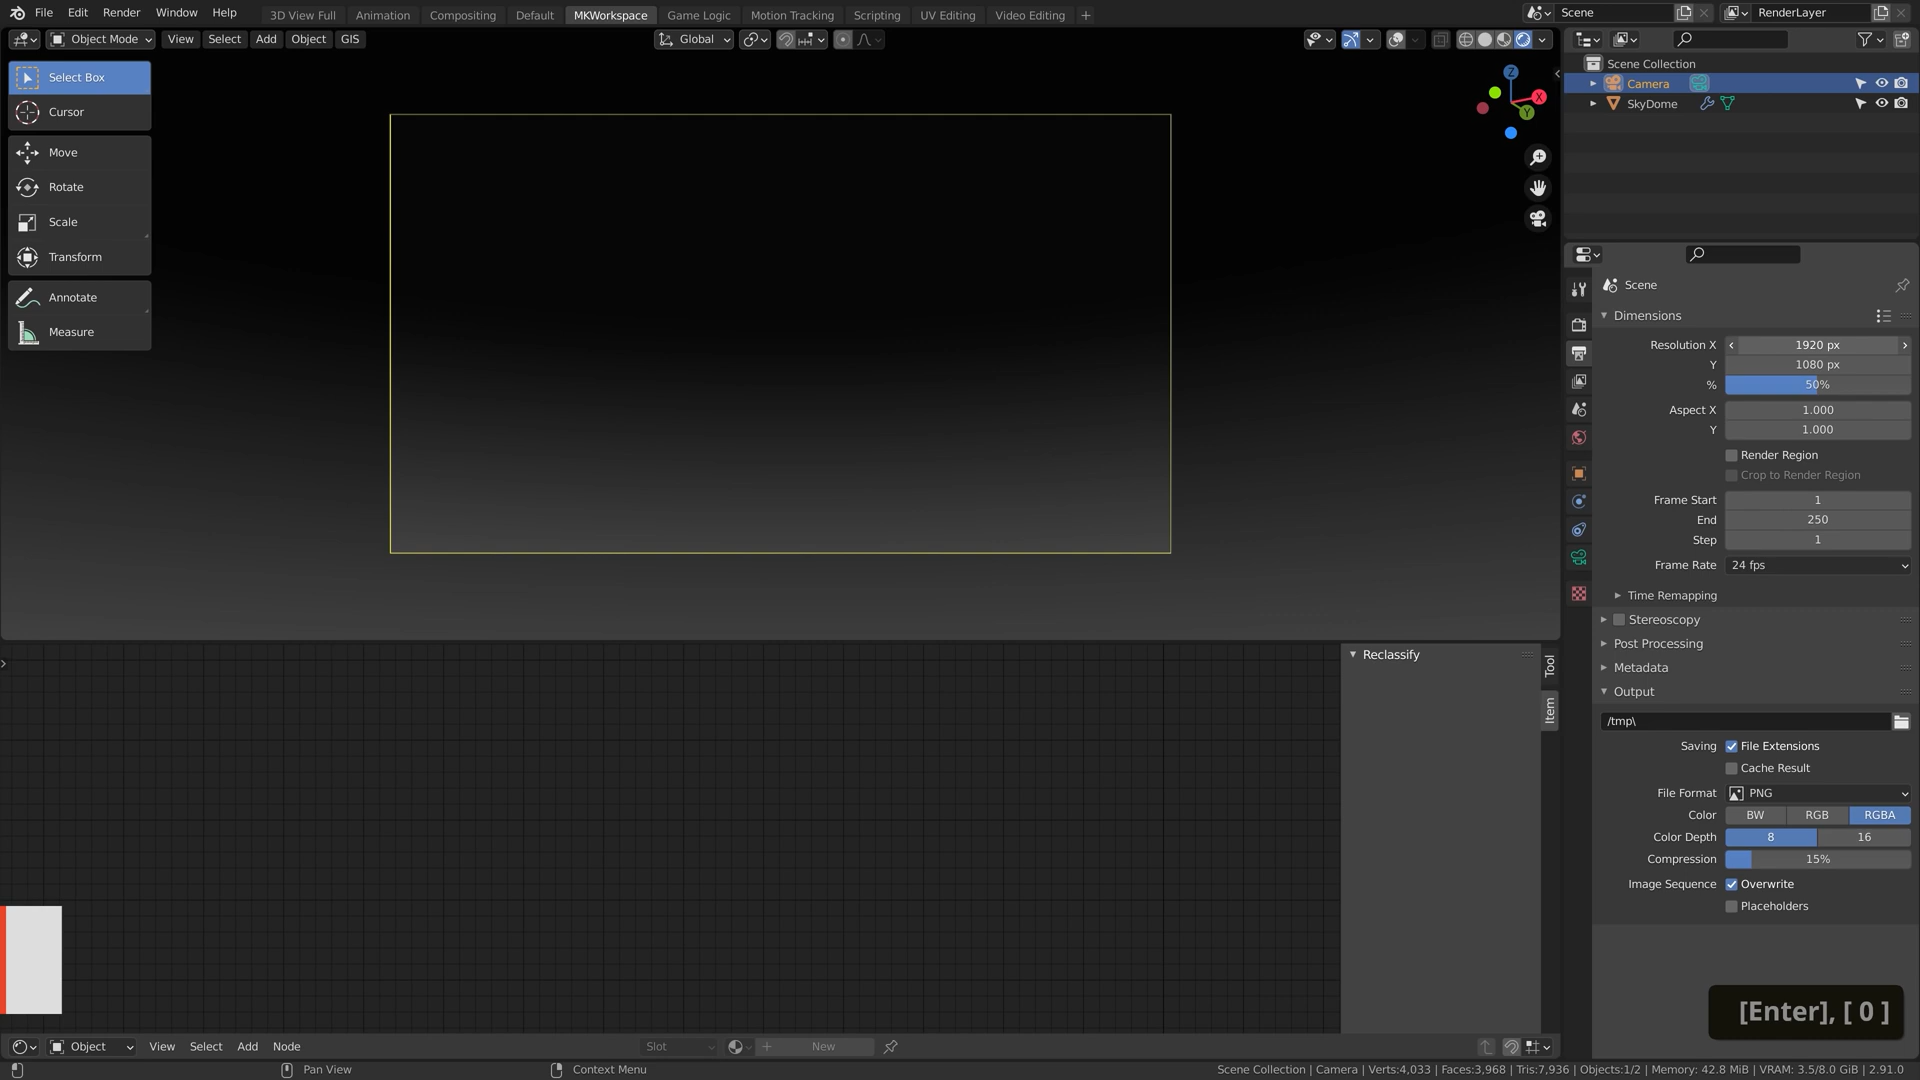 File Edit Render Window Help 3D View Full Animation Compositing Default MKWorkspace Game Logic Motion Tracking Scripting UV Editing Video Editing + Scene RenderLayer
Object Mode View Select Add Object GIS Global
Select Box
Cursor
Move
Rotate
Scale
Transform
Annotate
Measure
Z
X
Y
Scene Collection
Camera
SkyDome
Scene
Dimensions
Resolution X 1920 px
Y 1080 px
% 50%
Aspect X 1.000
Y 1.000
Render Region
Crop to Render Region
Frame Start 1
End 250
Step 1
Frame Rate 24 fps
Time Remapping
Stereoscopy
Post Processing
Metadata
Output
/tmp\
Saving File Extensions
Cache Result
File Format PNG
Color BW RGB RGBA
Color Depth 8 16
Compression 15%
Image Sequence Overwrite
Placeholders
Reclassify
Tool
Item
[Enter], [ 0 ]
Object View Select Add Node Slot + New
Pan View Context Menu Scene Collection | Camera | Verts:4,033 | Faces:3,968 | Tris:7,936 | Objects:1/2 | Memory: 42.8 MiB | VRAM: 3.5/8.0 GiB | 2.91.0